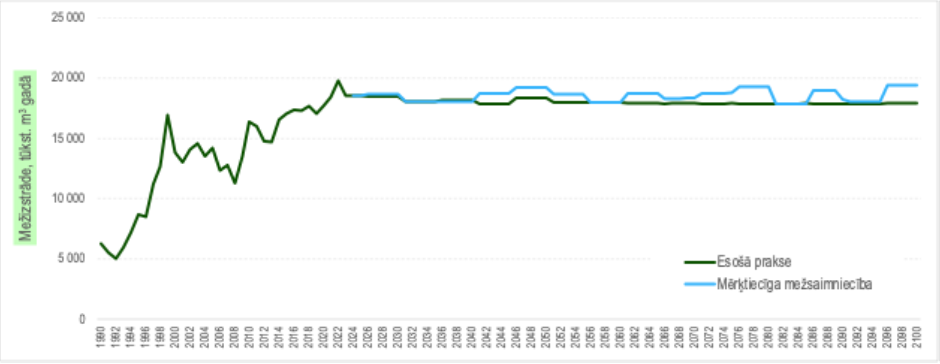 25 000
20 000
15 000
10 000
5 000
0
Mežizstrāde, tūkst. m³ gadā
Esošā prakse
Mērķtiecīga mežsaimniecība
1990 1992 1994 1996 1998 2000 2002 2004 2006 2008 2010 2012 2014 2016 2018 2020 2022 2024 2026 2028 2030 2032 2034 2036 2038 2040 2042 2044 2046 2048 2050 2052 2054 2056 2058 2060 2062 2064 2066 2068 2070 2072 2074 2076 2078 2080 2082 2084 2086 2088 2090 2092 2094 2096 2098 2100